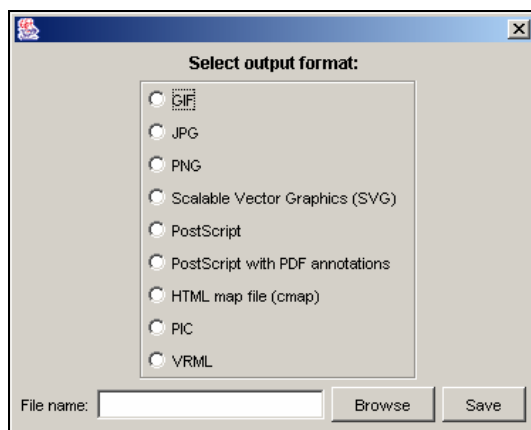 Select output format:
GIF
JPG
PNG
Scalable Vector Graphics (SVG)
PostScript
PostScript with PDF annotations
HTML map file (cmap)
PIC
VRML
File name: Browse Save